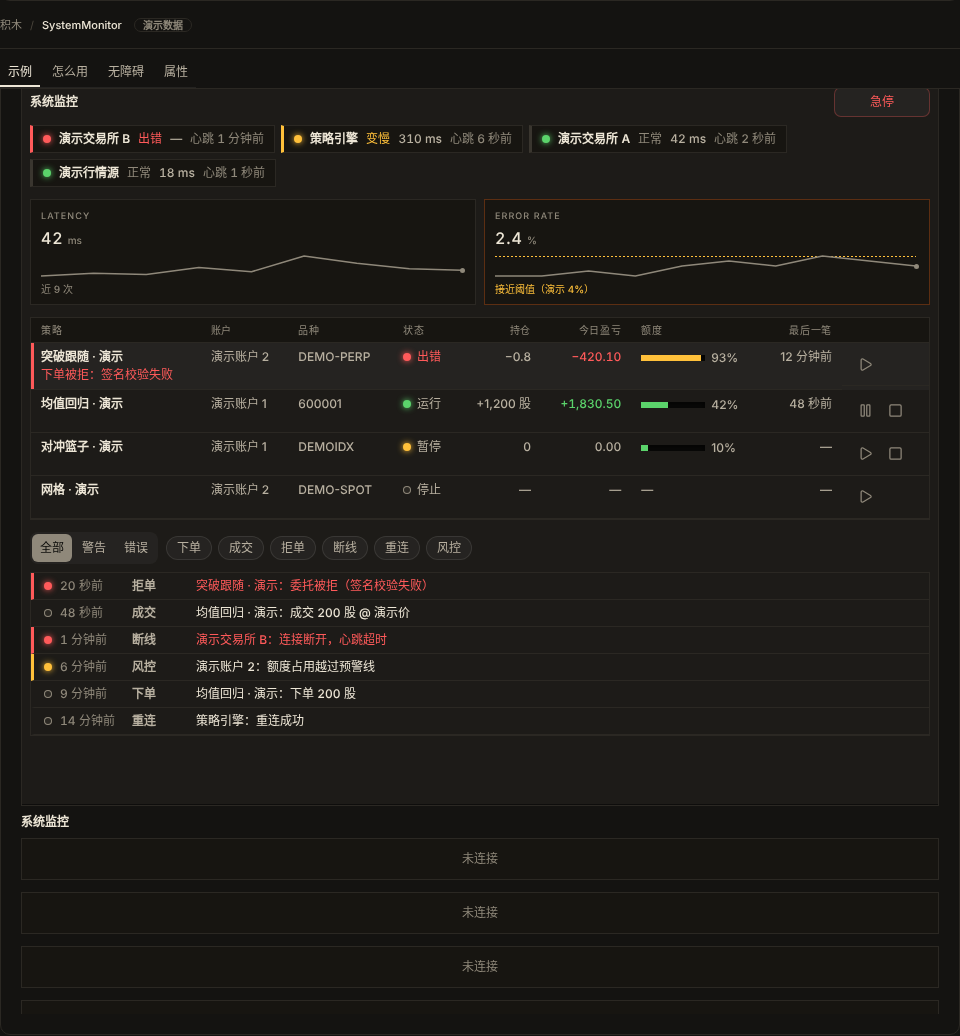 积木 / SystemMonitor 演示数据
示例 怎么用 无障碍 属性
系统监控 急停
演示交易所 B 出错 — 心跳 1 分钟前 策略引擎 变慢 310 ms 心跳 6 秒前 演示交易所 A 正常 42 ms 心跳 2 秒前
演示行情源 正常 18 ms 心跳 1 秒前
LATENCY
42 ms
近 9 次
ERROR RATE
2.4 %
接近阈值（演示 4%）
策略 账户 品种 状态 持仓 今日盈亏 额度 最后一笔
突破跟随 · 演示 演示账户 2 DEMO-PERP 出错 −0.8 −420.10 93% 12 分钟前
下单被拒：签名校验失败
均值回归 · 演示 演示账户 1 600001 运行 +1,200 股 +1,830.50 42% 48 秒前
对冲篮子 · 演示 演示账户 1 DEMOIDX 暂停 0 0.00 10% —
网格 · 演示 演示账户 2 DEMO-SPOT 停止 — — — —
全部 警告 错误 下单 成交 拒单 断线 重连 风控
20 秒前 拒单 突破跟随 · 演示：委托被拒（签名校验失败）
48 秒前 成交 均值回归 · 演示：成交 200 股 @ 演示价
1 分钟前 断线 演示交易所 B：连接断开，心跳超时
6 分钟前 风控 演示账户 2：额度占用越过预警线
9 分钟前 下单 均值回归 · 演示：下单 200 股
14 分钟前 重连 策略引擎：重连成功
系统监控
未连接
未连接
未连接